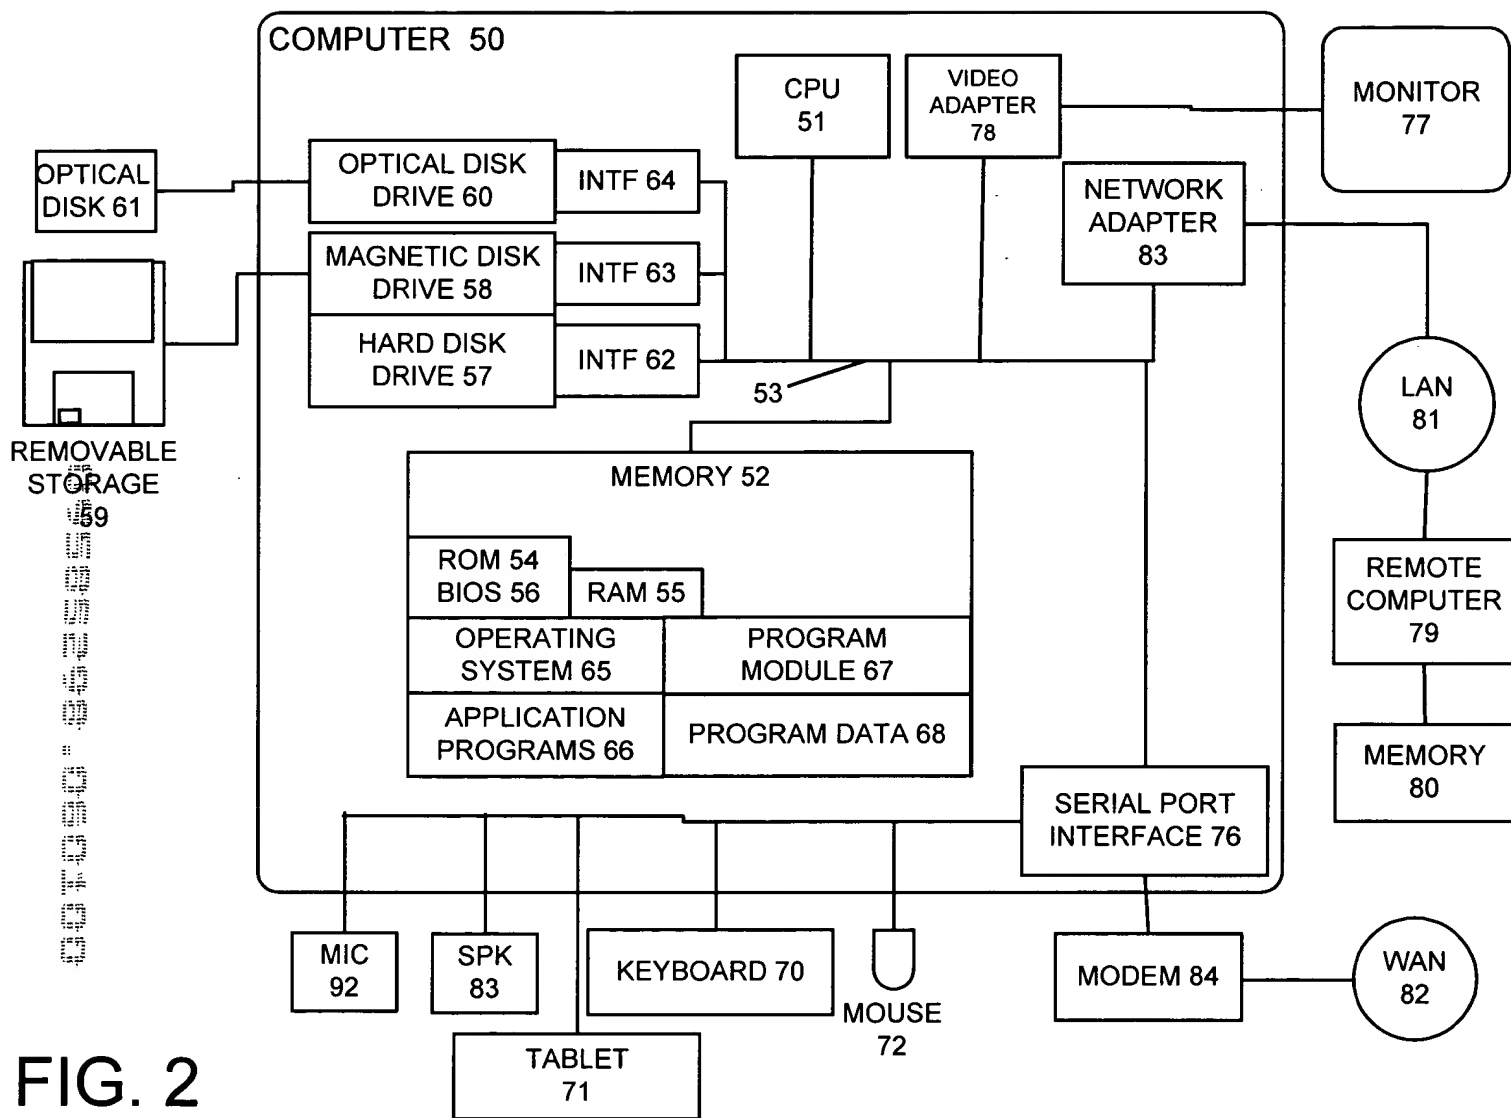 COMPUTER 50
CPU
51
VIDEO
ADAPTER
78
MONITOR
77
OPTICAL
DISK 61
OPTICAL DISK
DRIVE 60
INTF 64
NETWORK
ADAPTER
83
MAGNETIC DISK
DRIVE 58
INTF 63
HARD DISK
DRIVE 57
INTF 62
53
LAN
81
REMOVABLE
STORAGE
59
MEMORY 52
ROM 54
BIOS 56
RAM 55
OPERATING
SYSTEM 65
PROGRAM
MODULE 67
APPLICATION
PROGRAMS 66
PROGRAM DATA 68
REMOTE
COMPUTER
79
MEMORY
80
SERIAL PORT
INTERFACE 76
MIC
92
SPK
83
KEYBOARD 70
MOUSE
72
MODEM 84
WAN
82
TABLET
71
FIG. 2